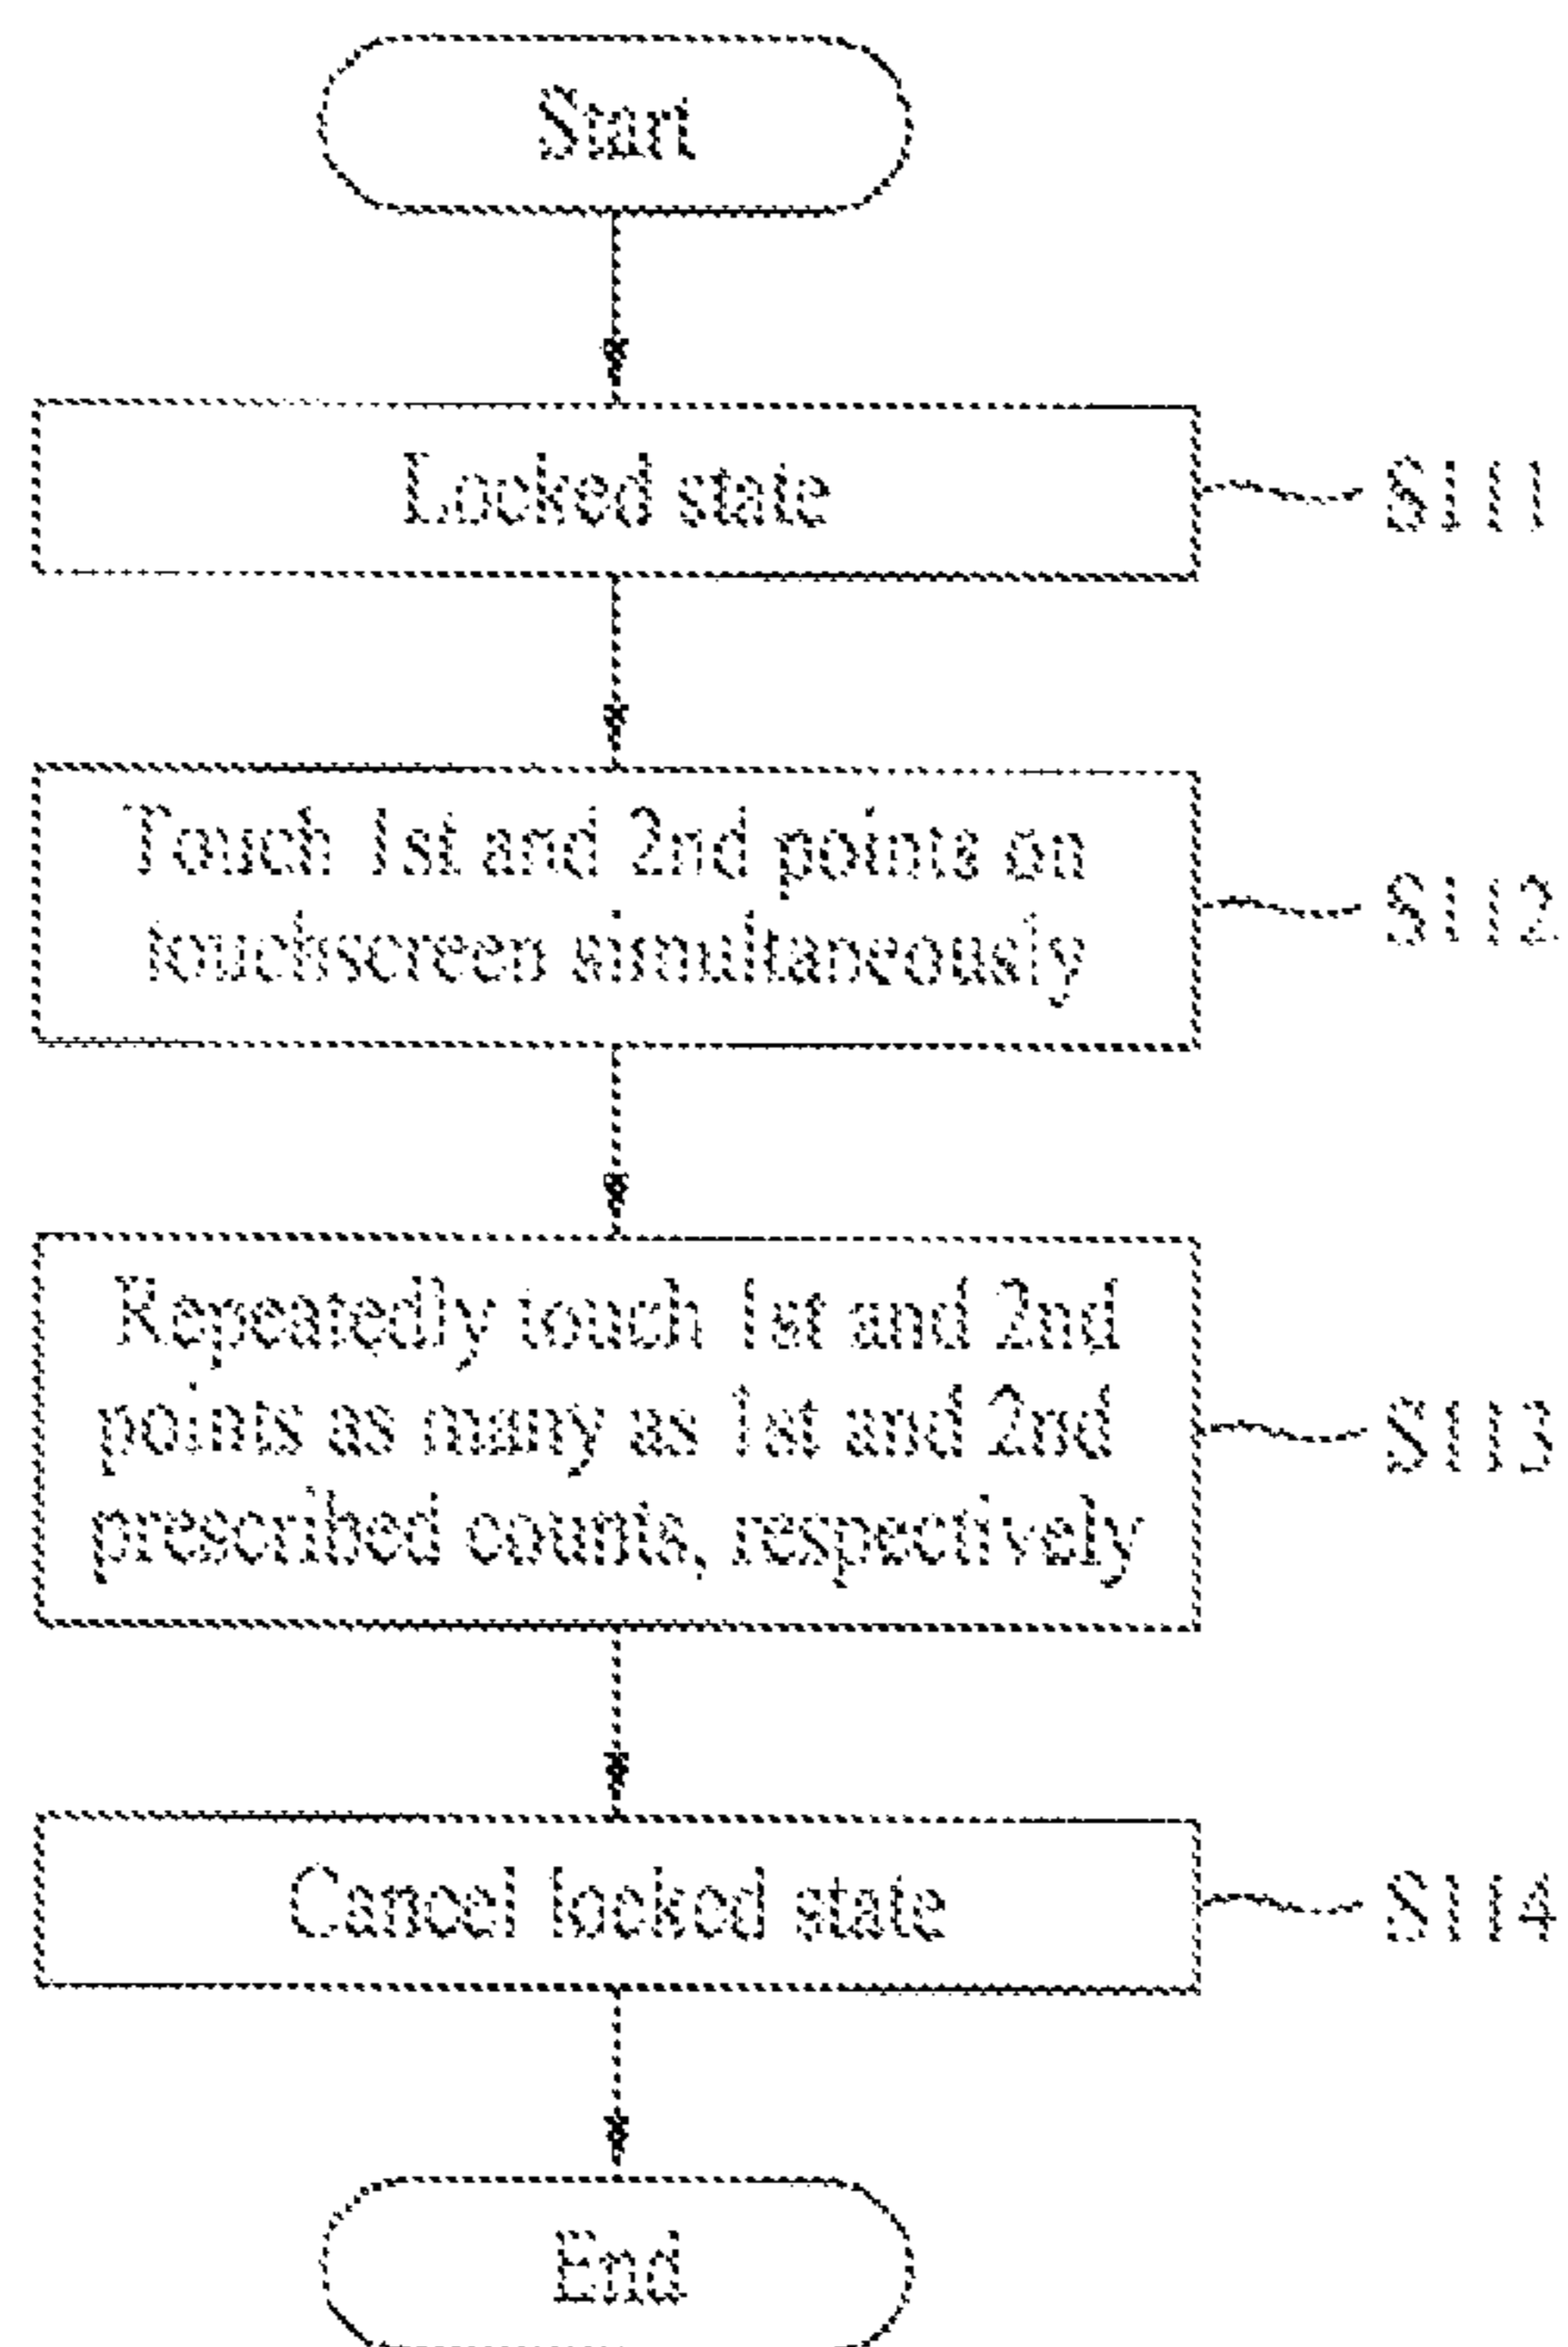 Start
Locked state
S111
Touch 1st and 2nd points on
touchscreen simultaneously
S112
Repeatedly touch 1st and 2nd
points as many as 1st and 2nd
prescribed counts, respectively
S113
Cancel locked state
S114
End